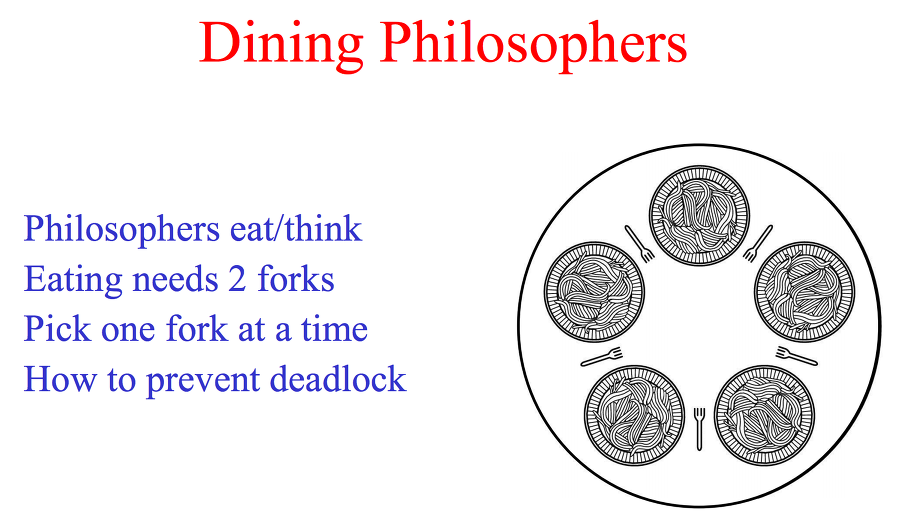 Dining Philosophers
Philosophers eat/think
Eating needs 2 forks
Pick one fork at a time
How to prevent deadlock